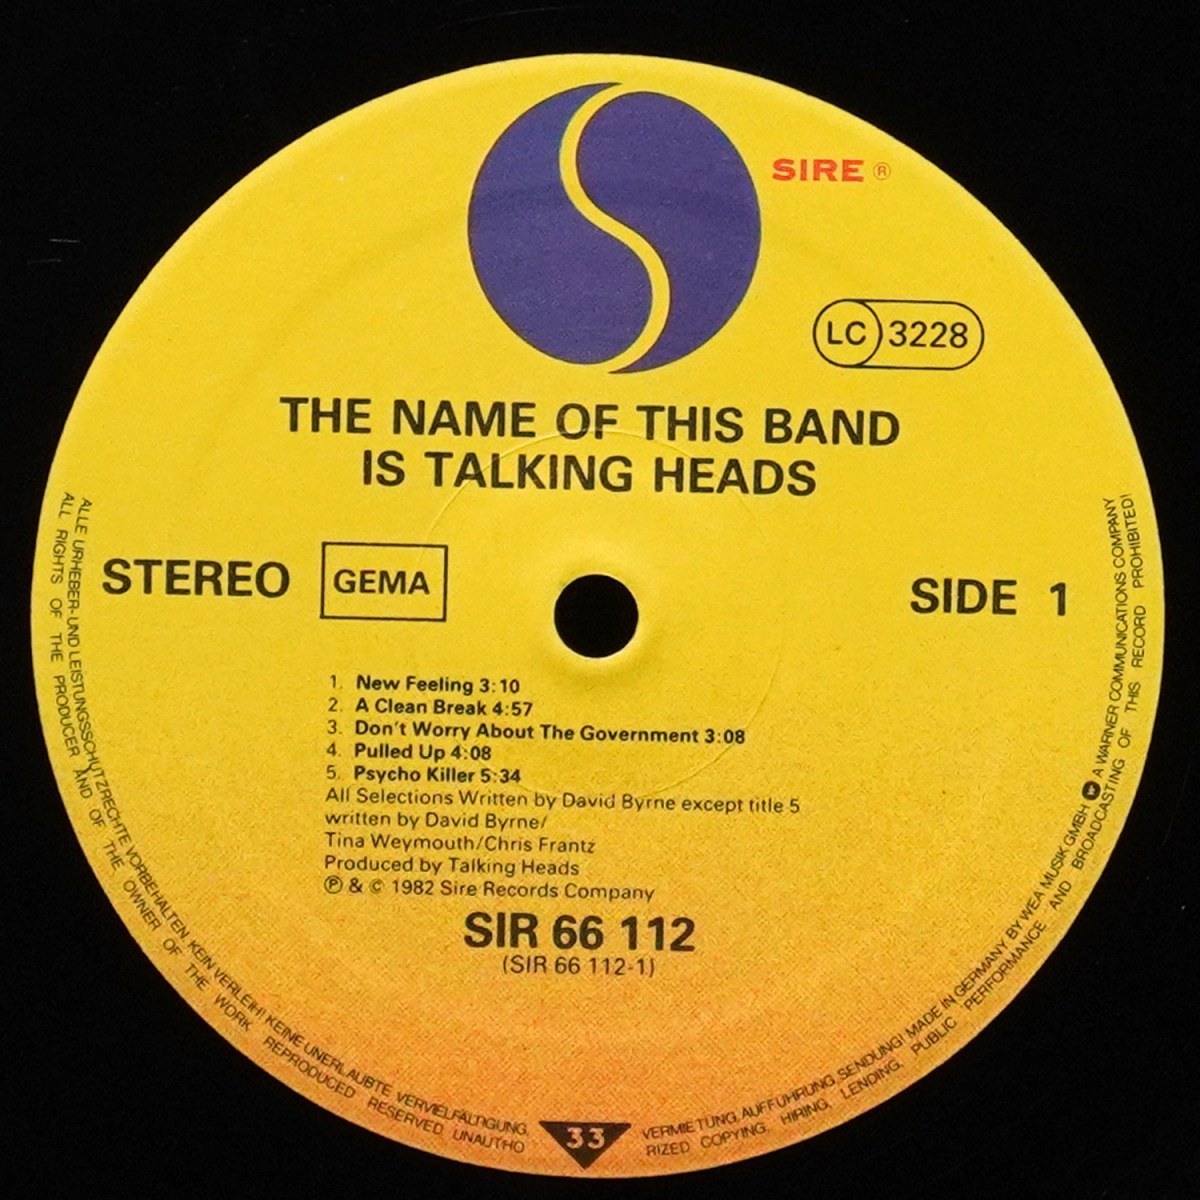 SIRE ®
LC 3228
THE NAME OF THIS BAND
IS TALKING HEADS
STEREO GEMA SIDE 1
1. New Feeling 3:10
2. A Clean Break 4:57
3. Don't Worry About The Government 3:08
4. Pulled Up 4:08
5. Psycho Killer 5:34
All Selections Written by David Byrne except title 5
written by David Byrne/
Tina Weymouth/Chris Frantz
Produced by Talking Heads
℗ & © 1982 Sire Records Company
SIR 66 112
(SIR 66 112-1)
ALLE URHEBER- UND LEISTUNGSSCHUTZRECHTE VORBEHALTEN. KEIN VERLEIH! KEINE UNERLAUBTE VERVIELFÄLTIGUNG, VERMIETUNG, AUFFÜHRUNG, SENDUNG! MADE IN GERMANY BY WEA MUSIK GMBH A WARNER COMMUNICATIONS COMPANY
ALL RIGHTS OF THE PRODUCER AND OF THE OWNER OF THE WORK REPRODUCED RESERVED UNAUTHORIZED COPYING, HIRING, LENDING, PUBLIC PERFORMANCE AND BROADCASTING OF THIS RECORD PROHIBITED!
33